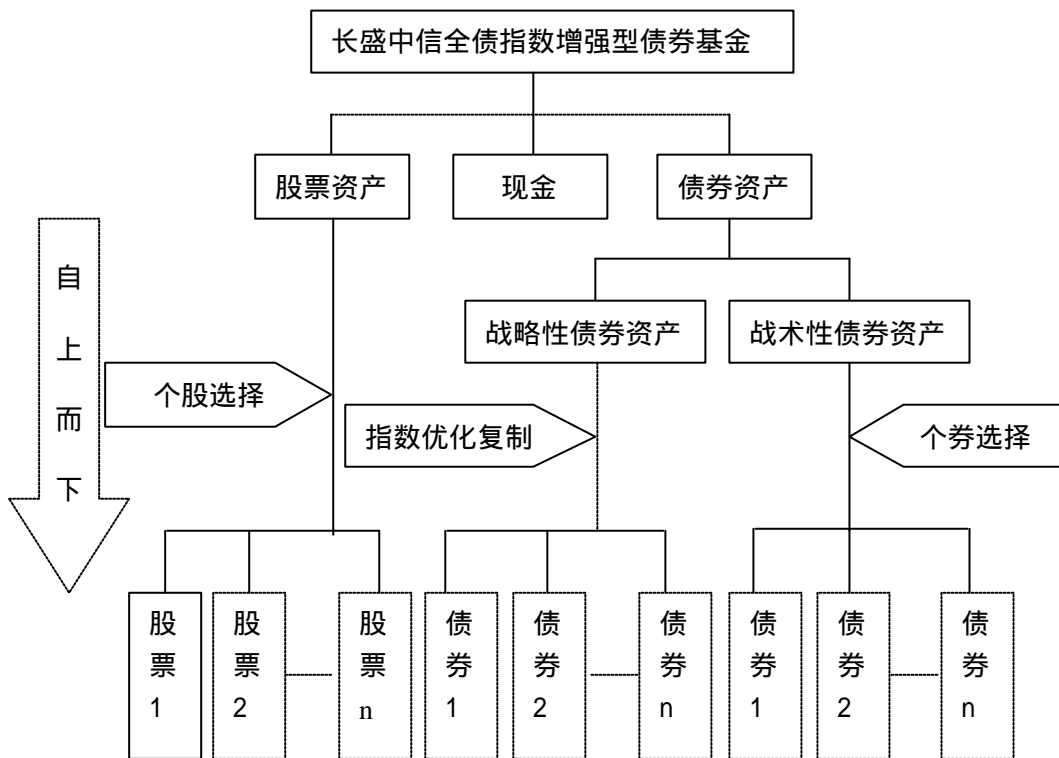 长盛中信全债指数增强型债券基金
股票资产
现金
债券资产
自上而下
战略性债券资产
战术性债券资产
个股选择
指数优化复制
个券选择
股票1
股票2
股票n
债券1
债券2
债券n
债券1
债券2
债券n